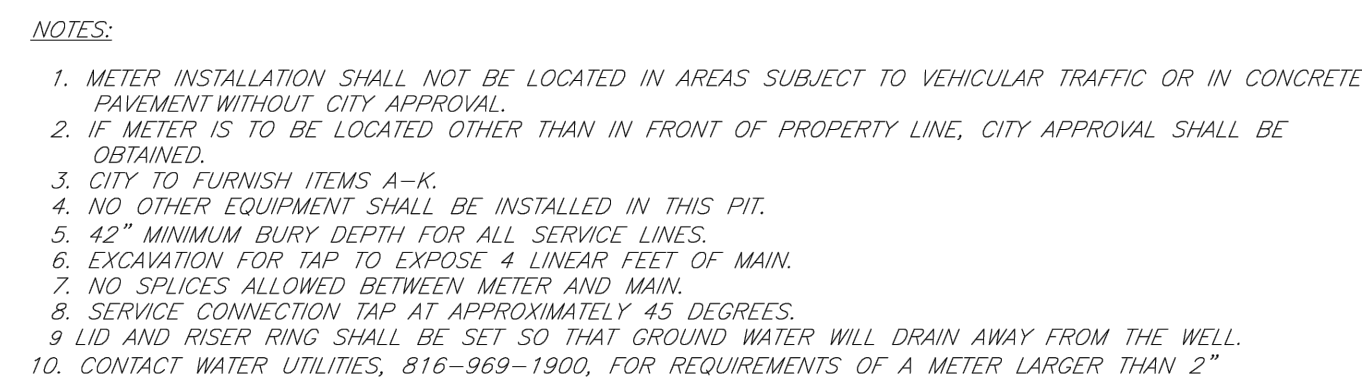 NOTES:
1. METER INSTALLATION SHALL NOT BE LOCATED IN AREAS SUBJECT TO VEHICULAR TRAFFIC OR IN CONCRETE
PAVEMENT WITHOUT CITY APPROVAL.
2. IF METER IS TO BE LOCATED OTHER THAN IN FRONT OF PROPERTY LINE, CITY APPROVAL SHALL BE
OBTAINED.
3. CITY TO FURNISH ITEMS A-K.
4. NO OTHER EQUIPMENT SHALL BE INSTALLED IN THIS PIT.
5. 42" MINIMUM BURY DEPTH FOR ALL SERVICE LINES.
6. EXCAVATION FOR TAP TO EXPOSE 4 LINEAR FEET OF MAIN.
7. NO SPLICES ALLOWED BETWEEN METER AND MAIN.
8. SERVICE CONNECTION TAP AT APPROXIMATELY 45 DEGREES.
9 LID AND RISER RING SHALL BE SET SO THAT GROUND WATER WILL DRAIN AWAY FROM THE WELL.
10. CONTACT WATER UTILITIES, 816-969-1900, FOR REQUIREMENTS OF A METER LARGER THAN 2"